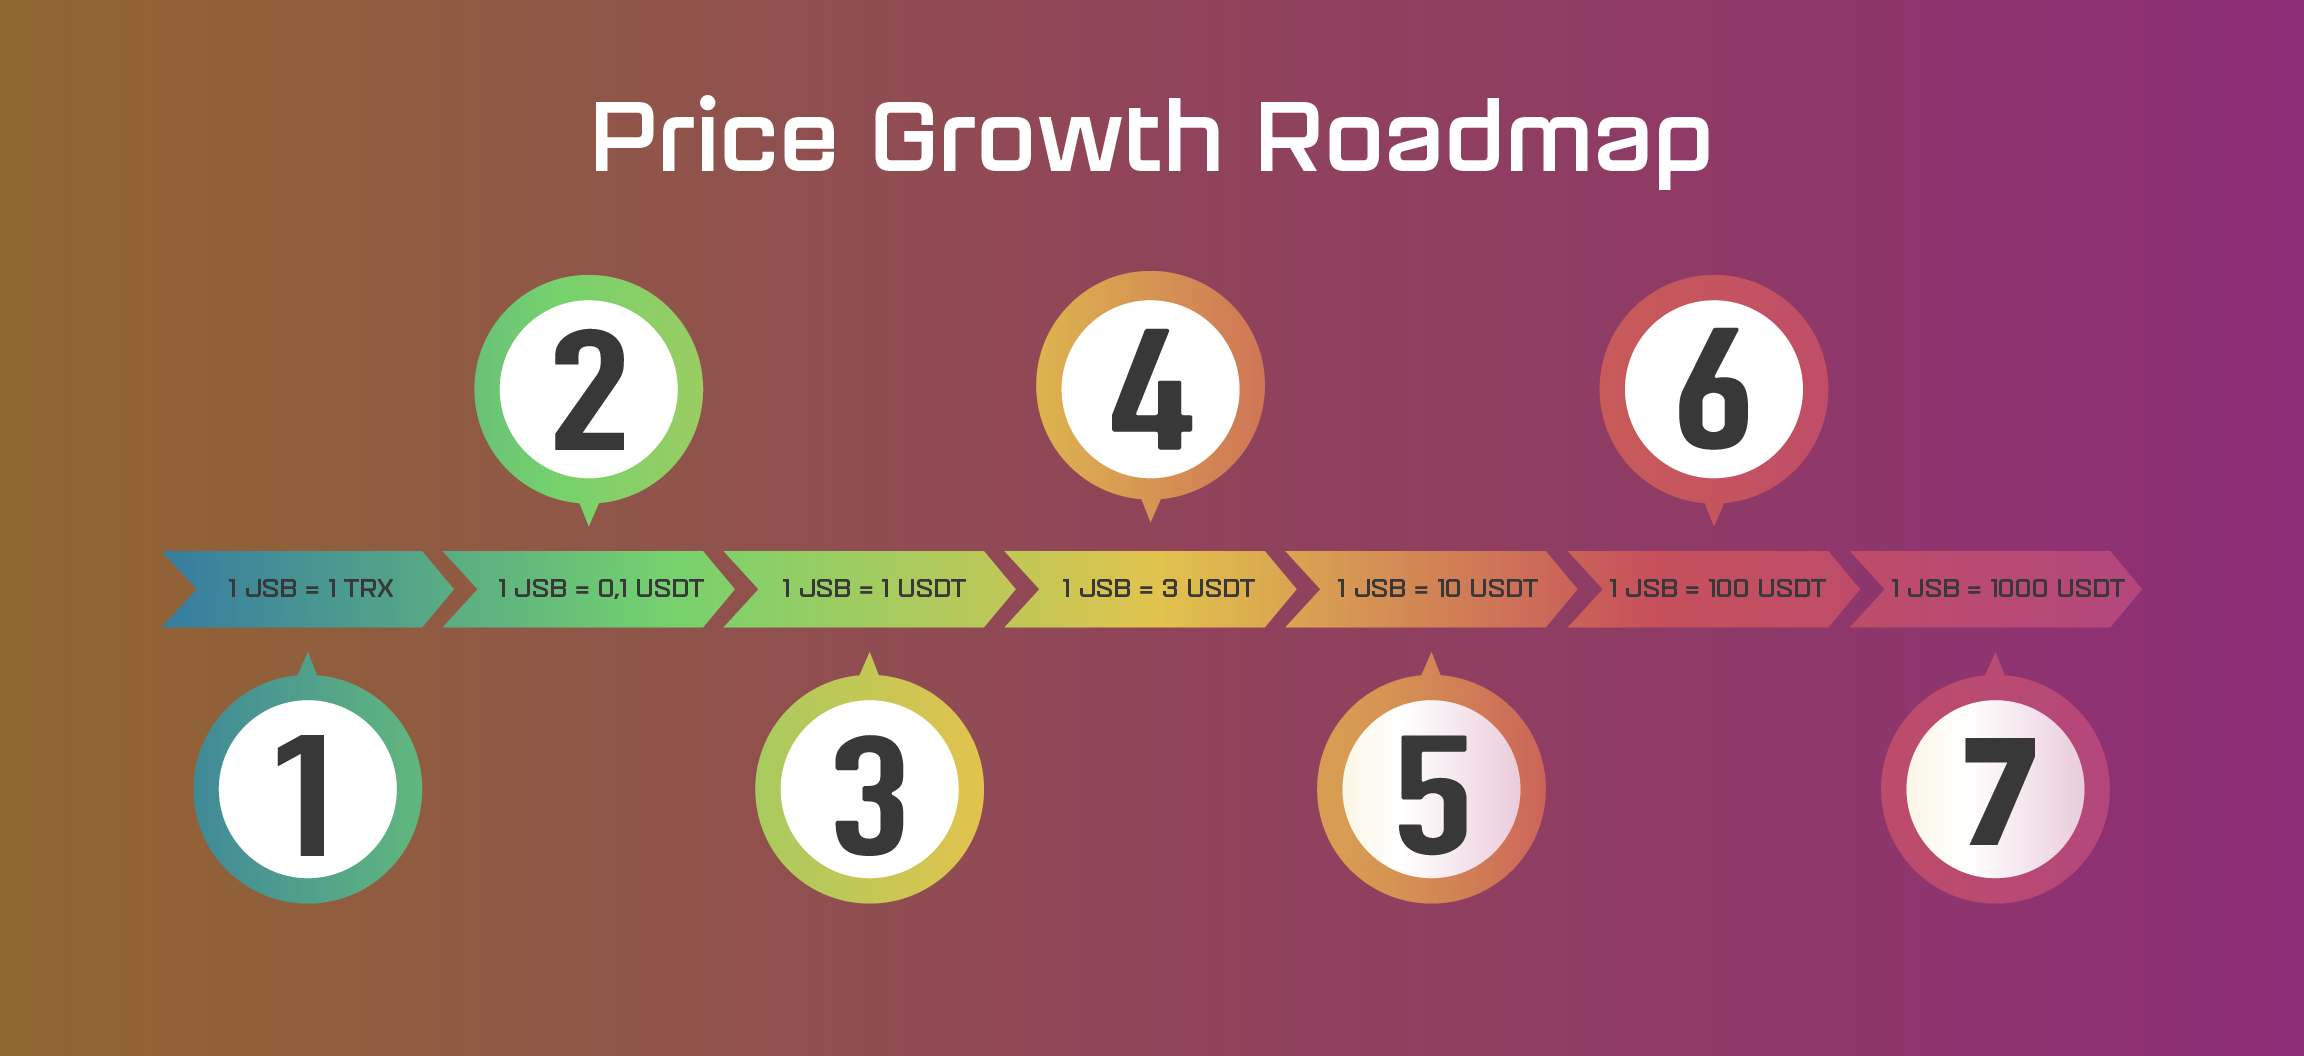 Price Growth Roadmap
2
4
6
1 JSB = 1 TRX
1 JSB = 0,1 USDT
1 JSB = 1 USDT
1 JSB = 3 USDT
1 JSB = 10 USDT
1 JSB = 100 USDT
1 JSB = 1000 USDT
1
3
5
7